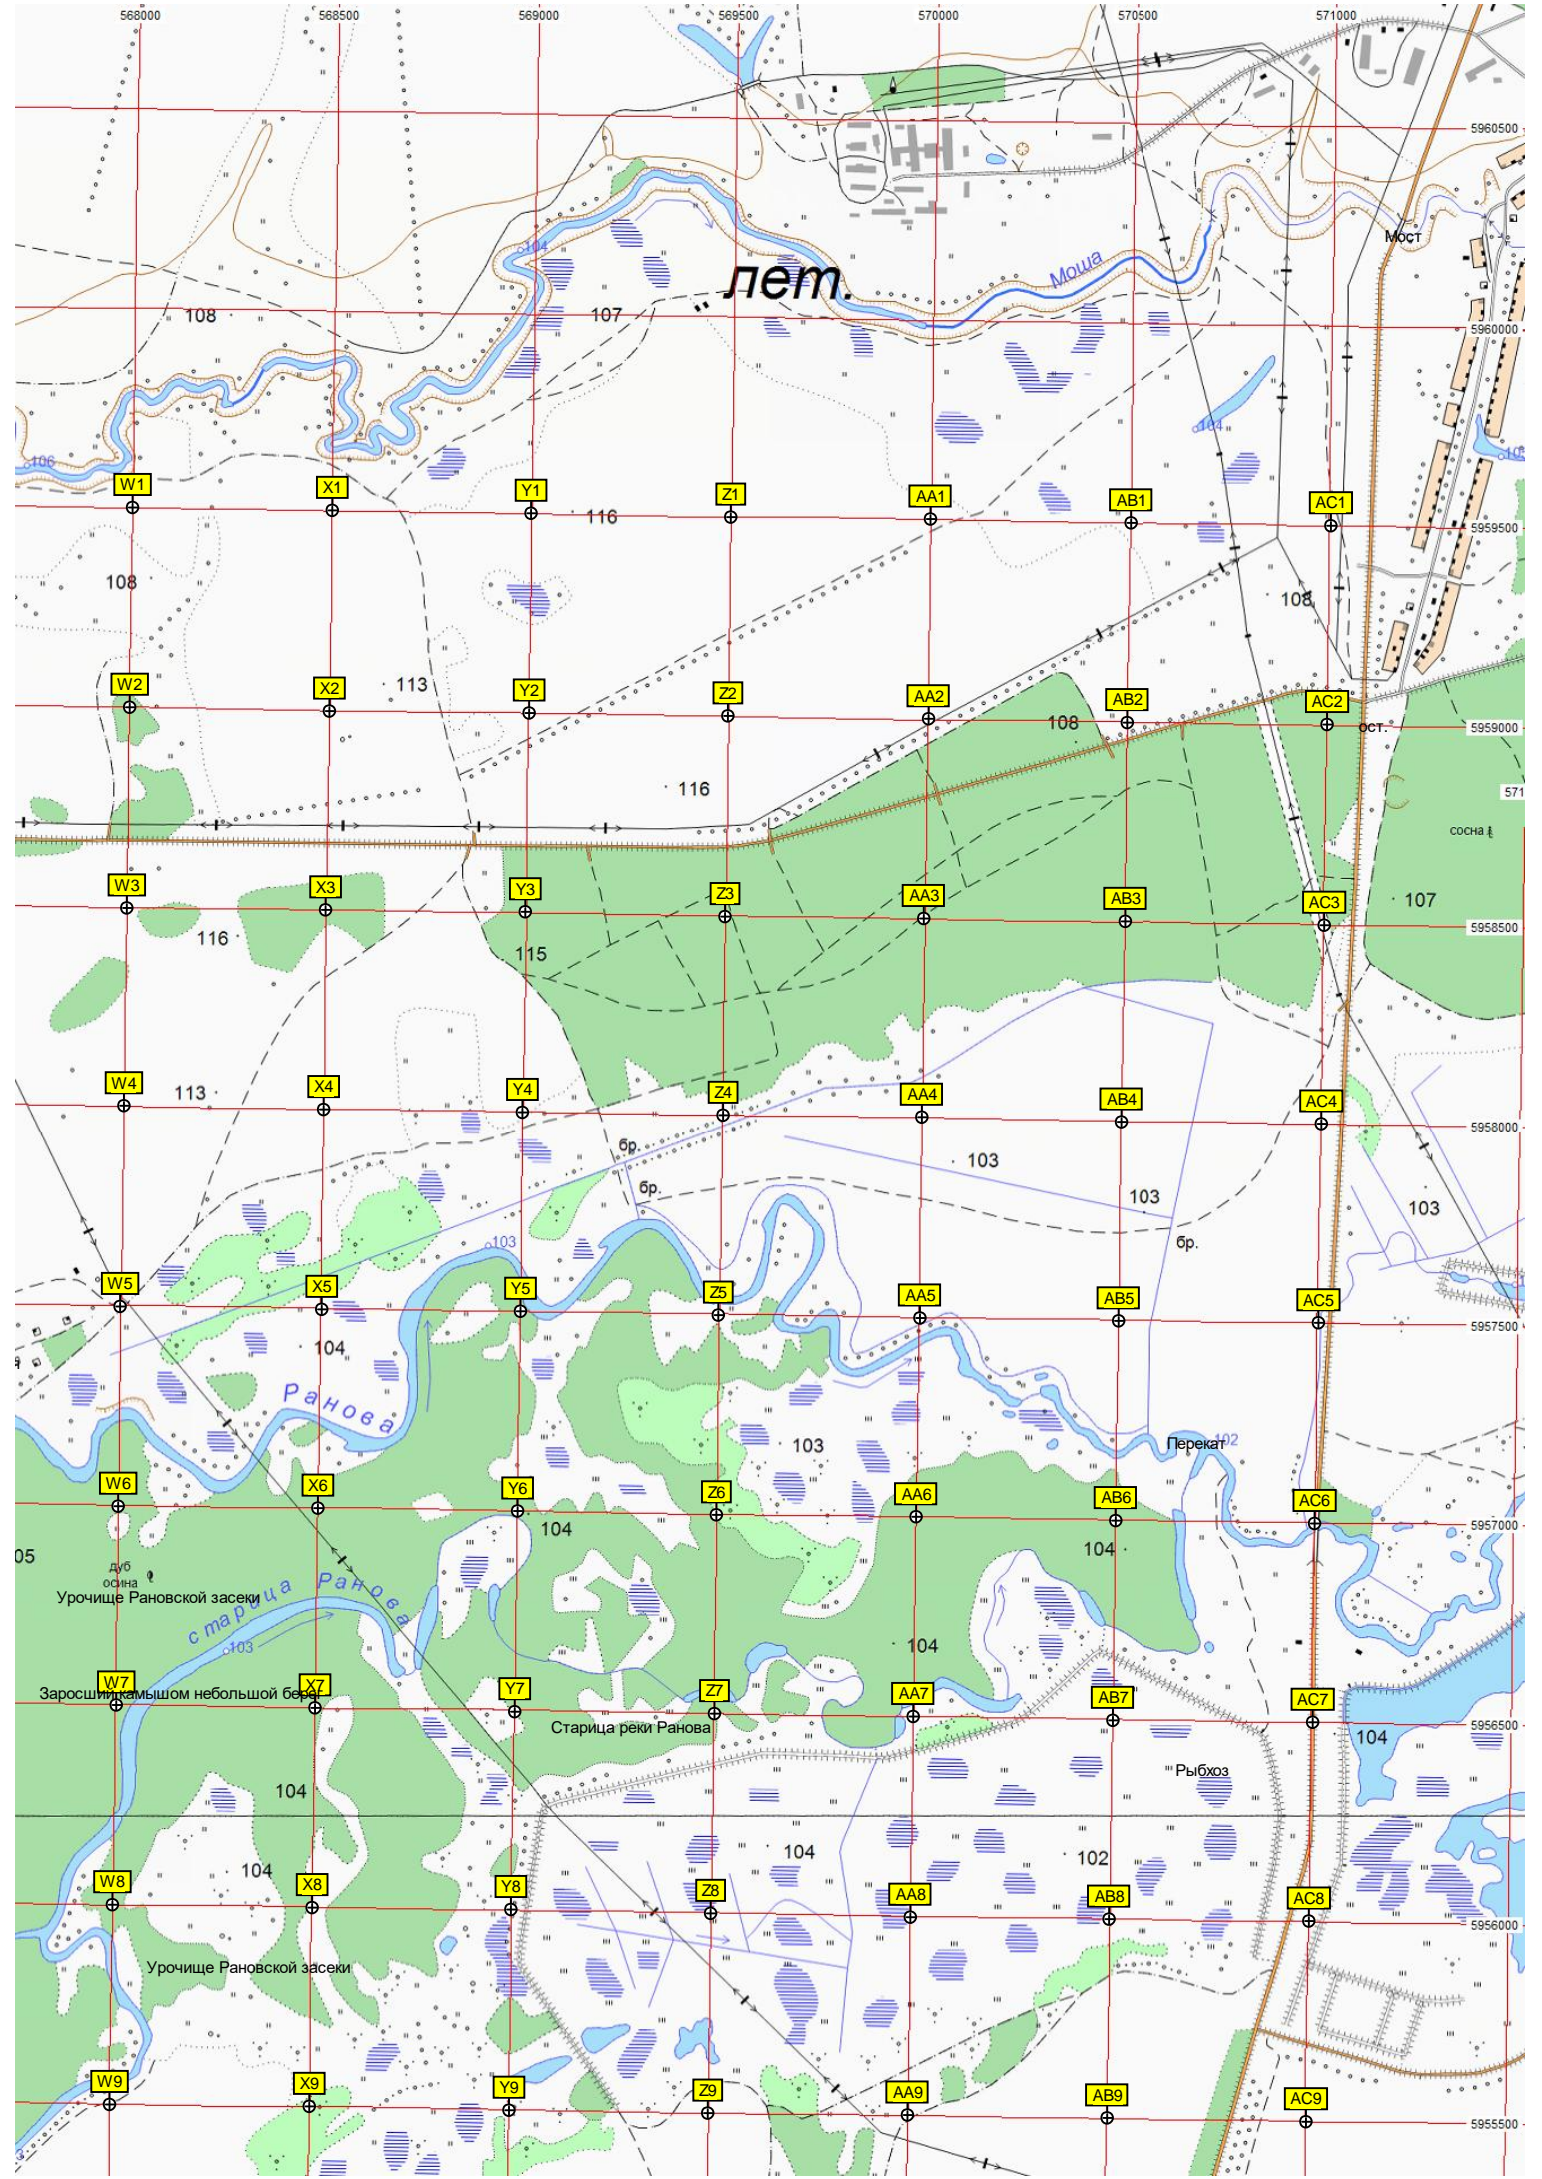 568000 568500 569000 569500 570000 570500 571000
5960500
Мост
104
лет.
Моша
108
107
5960000
104
106
W1 X1 Y1 Z1 AA1 AB1 AC1
116
5959500
108
108
W2 X2 Y2 Z2 AA2 AB2 AC2
113
108
ост.
5959000
116
571
сосна
W3 X3 Y3 Z3 AA3 AB3 AC3
107
116
115
5958500
W4 X4 Y4 Z4 AA4 AB4 AC4
113
5958000
бр.
103
бр.
103
103
103
бр.
W5 X5 Y5 Z5 AA5 AB5 AC5
5957500
104
Ранова
103
Перекат
102
W6 X6 Y6 Z6 AA6 AB6 AC6
104
5957000
104
05
дуб
осина
старица Ранова
Урочище Рановской засеки
103
104
W7 X7 Y7 Z7 AA7 AB7 AC7
Заросший камышом небольшой берег
Старица реки Ранова
5956500
104
Рыбхоз
104
104
104
102
W8 X8 Y8 Z8 AA8 AB8 AC8
5956000
Урочище Рановской засеки
W9 X9 Y9 Z9 AA9 AB9 AC9
5955500
3